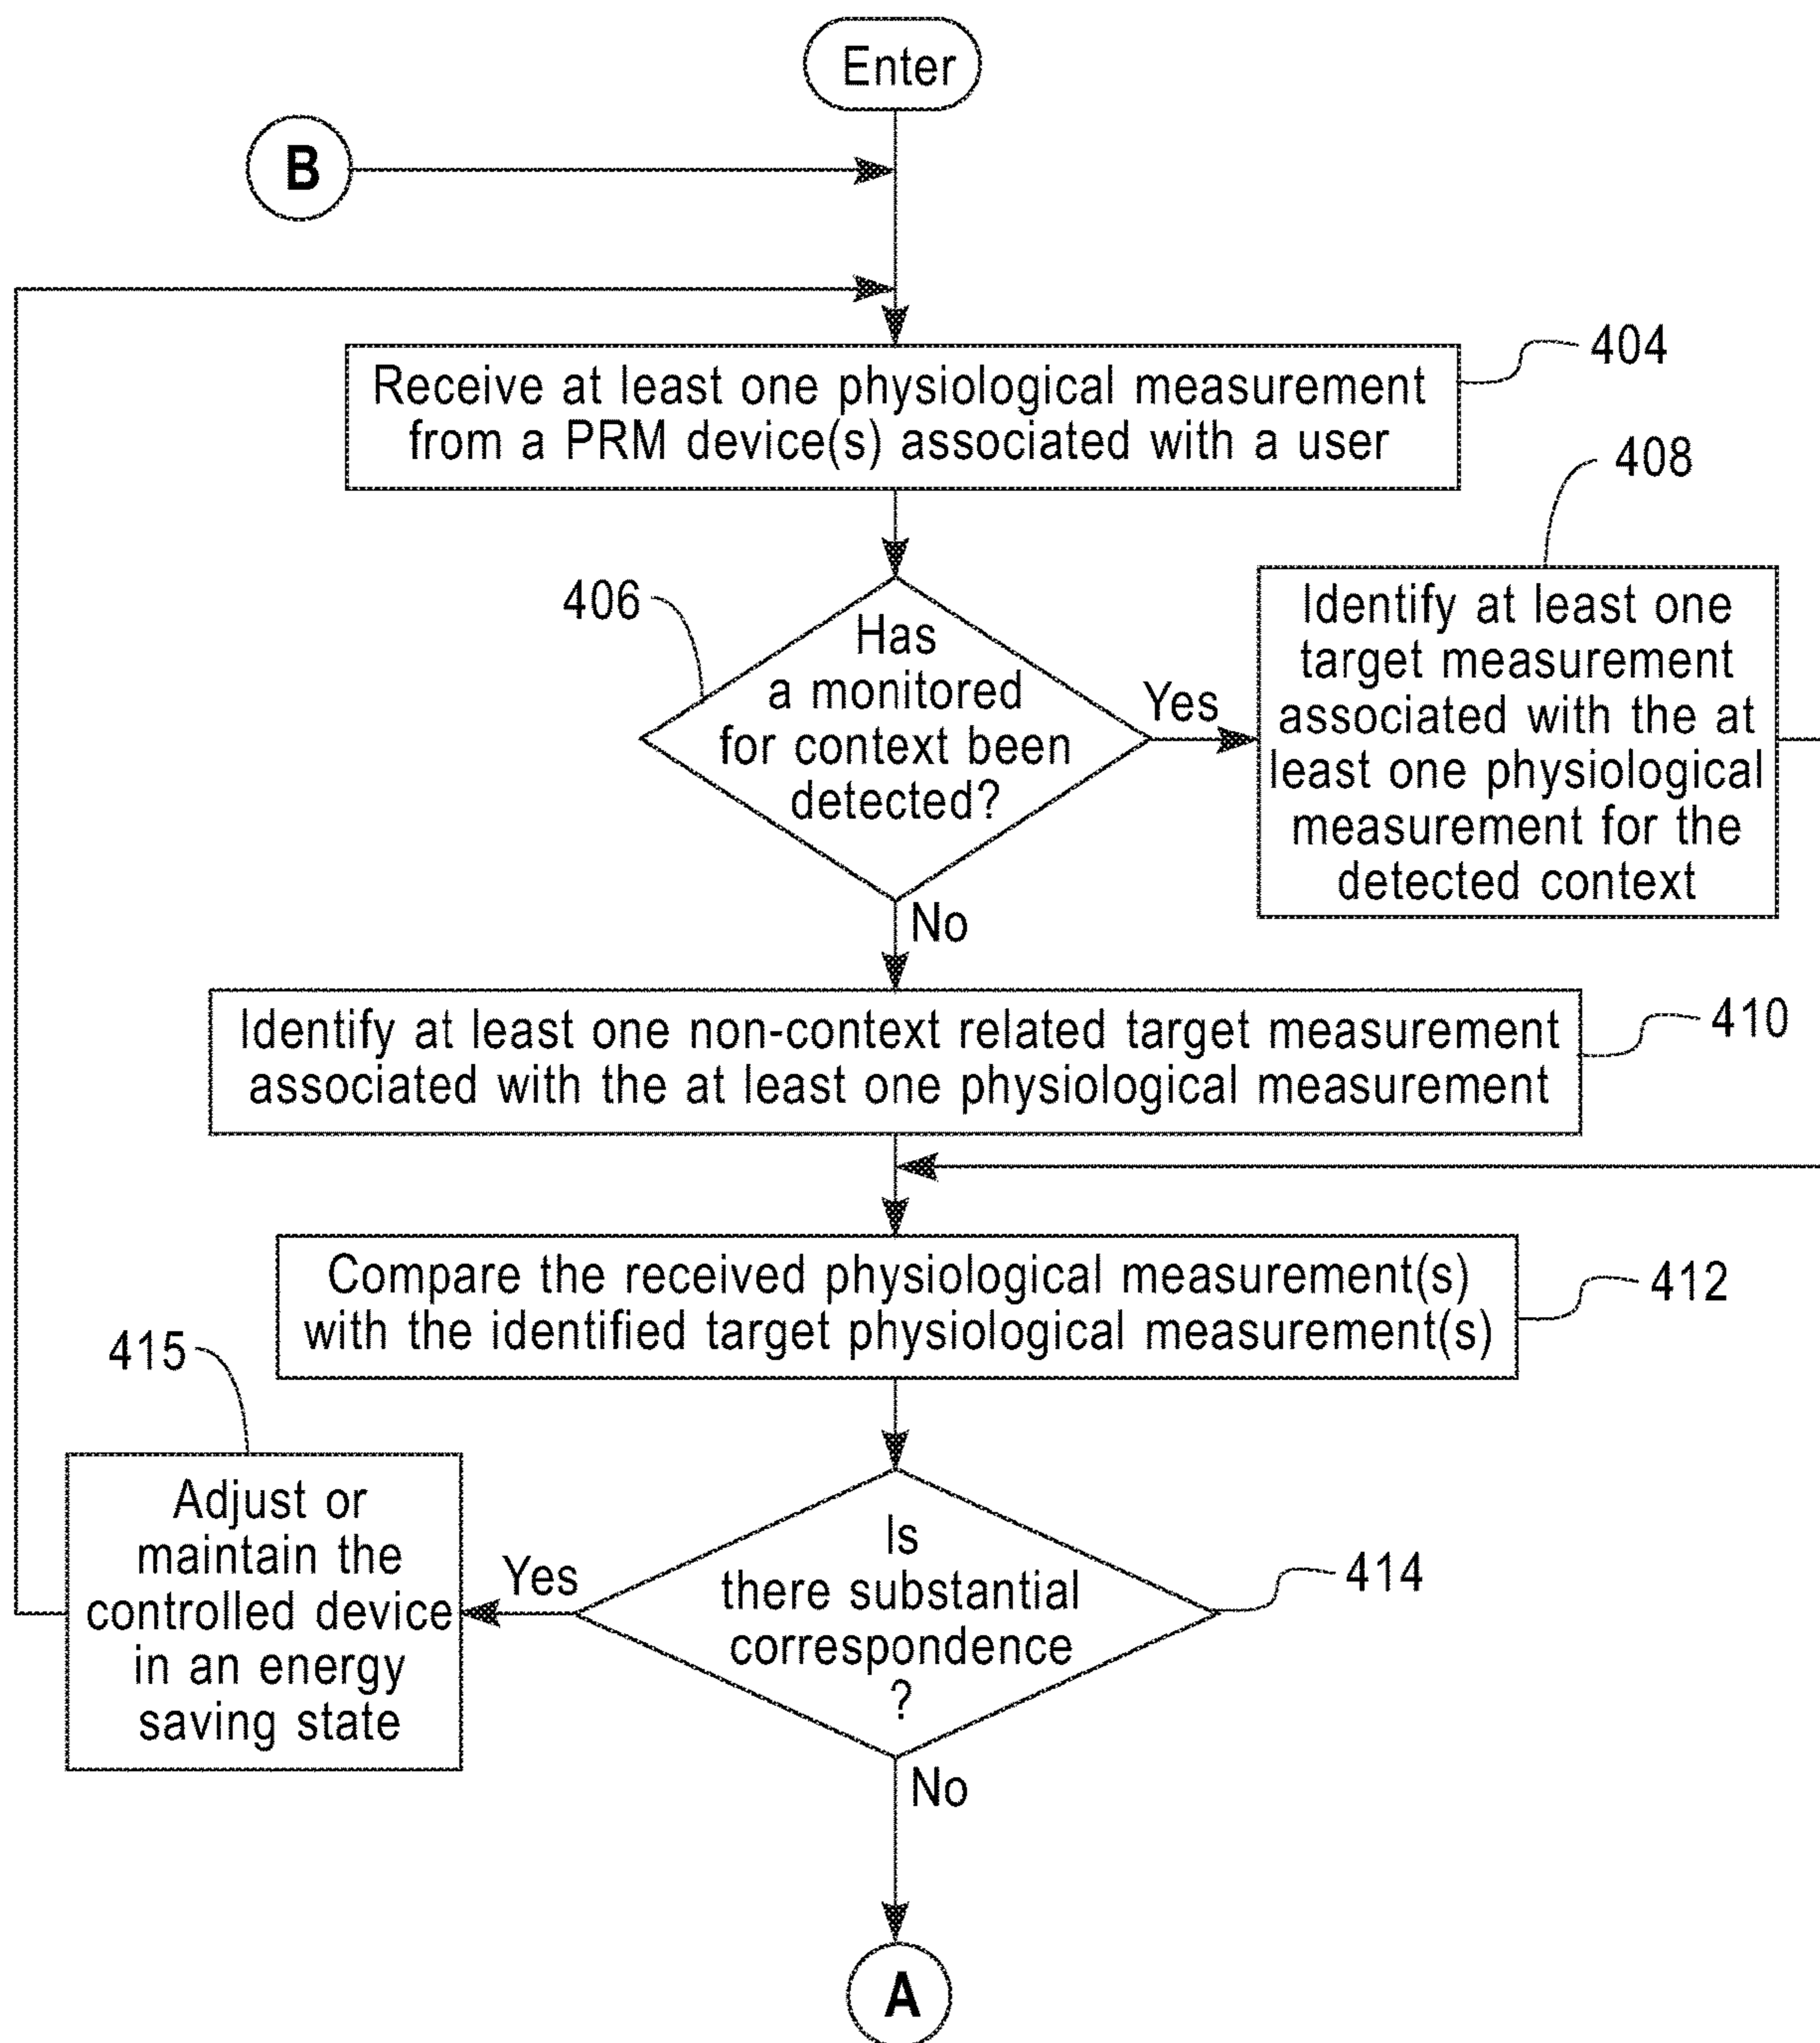 Enter
B
Receive at least one physiological measurement
from a PRM device(s) associated with a user
404
408
406
Has
a monitored
for context been
detected?
Yes
Identify at least one
target measurement
associated with the at
least one physiological
measurement for the
detected context
No
Identify at least one non-context related target measurement
associated with the at least one physiological measurement
410
Compare the received physiological measurement(s)
with the identified target physiological measurement(s)
412
415
Adjust or
maintain the
controlled device
in an energy
saving state
Yes
Is
there substantial
correspondence
?
414
No
A